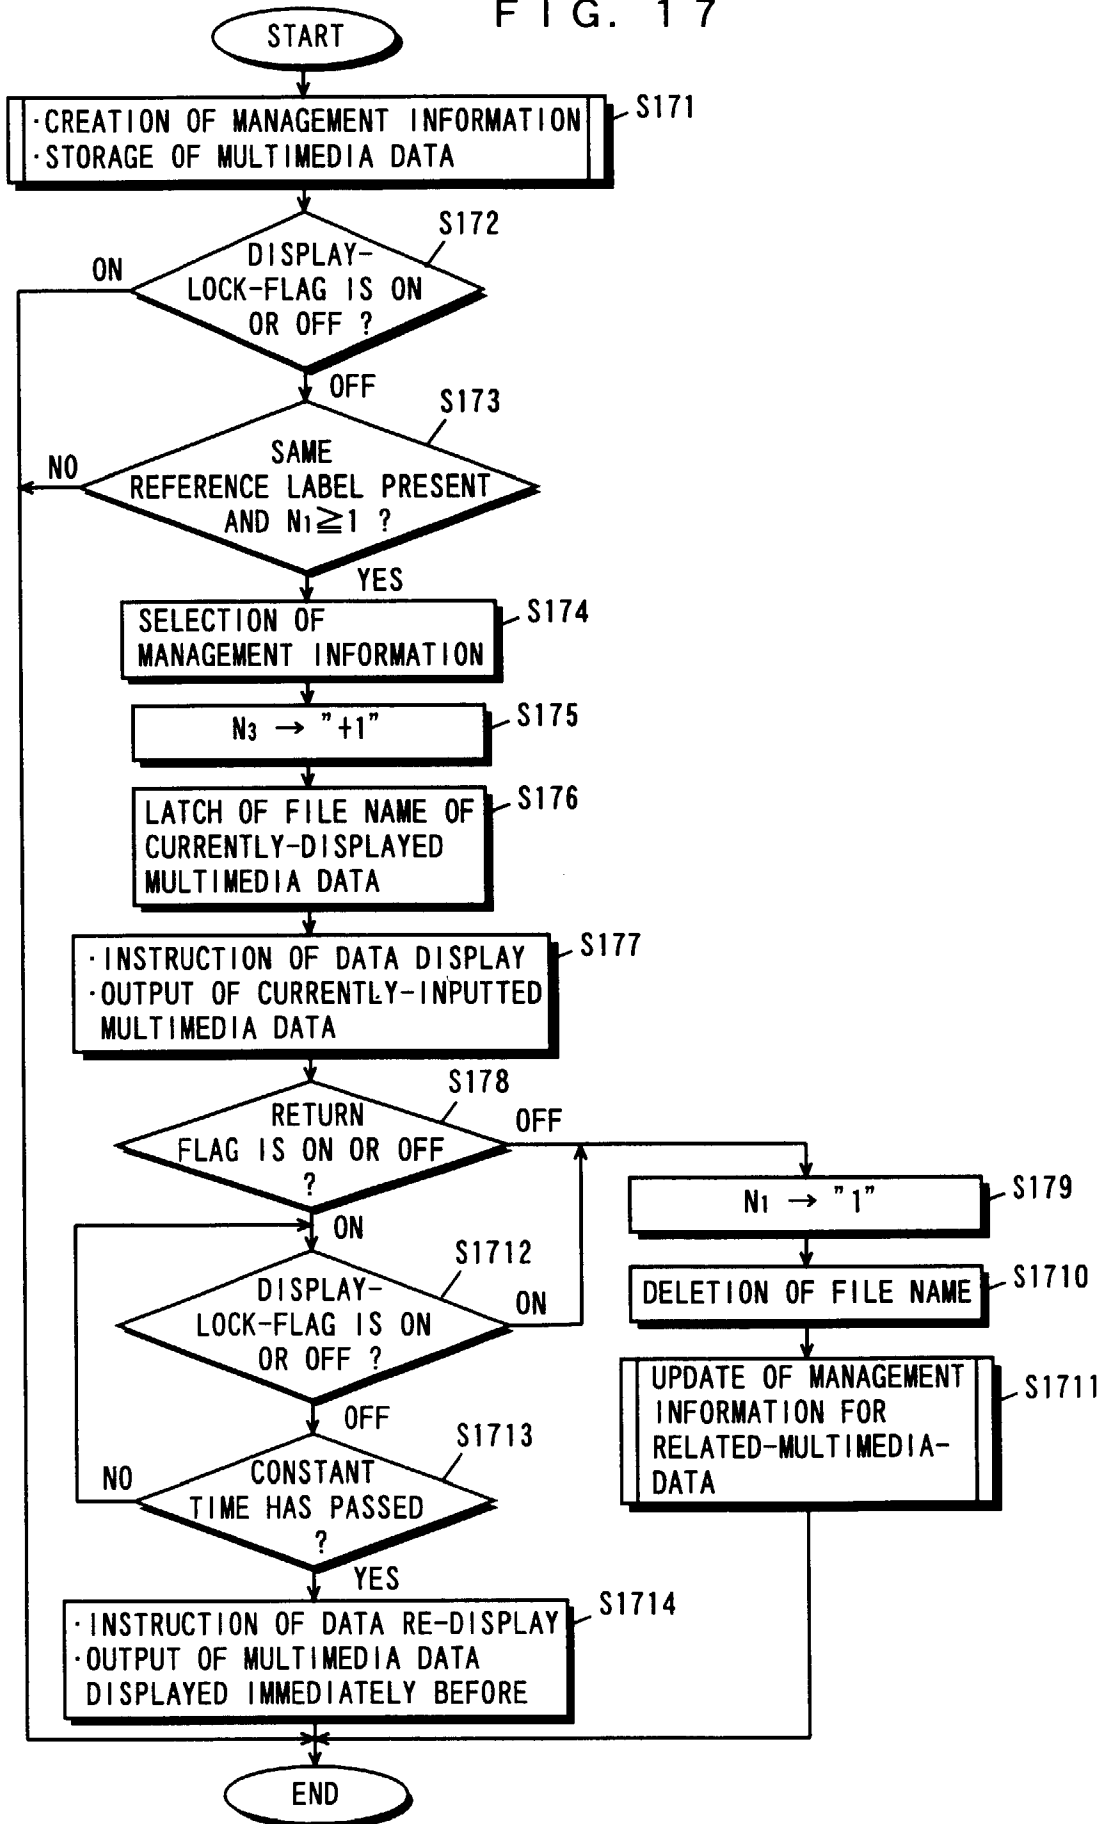 FIG. 17
START
·CREATION OF MANAGEMENT INFORMATION
·STORAGE OF MULTIMEDIA DATA
S171
S172
DISPLAY-
LOCK-FLAG IS ON
OR OFF ?
ON
OFF
S173
SAME
REFERENCE LABEL PRESENT
AND N1≧1 ?
NO
YES
SELECTION OF
MANAGEMENT INFORMATION
S174
N3 → "+1"
S175
LATCH OF FILE NAME OF
CURRENTLY-DISPLAYED
MULTIMEDIA DATA
S176
·INSTRUCTION OF DATA DISPLAY
·OUTPUT OF CURRENTLY-INPUTTED
MULTIMEDIA DATA
S177
S178
RETURN
FLAG IS ON OR OFF
?
OFF
ON
N1 → "1"
S179
DELETION OF FILE NAME
S1710
UPDATE OF MANAGEMENT
INFORMATION FOR
RELATED-MULTIMEDIA-
DATA
S1711
S1712
DISPLAY-
LOCK-FLAG IS ON
OR OFF ?
ON
OFF
S1713
CONSTANT
TIME HAS PASSED
?
NO
YES
·INSTRUCTION OF DATA RE-DISPLAY
·OUTPUT OF MULTIMEDIA DATA
DISPLAYED IMMEDIATELY BEFORE
S1714
END